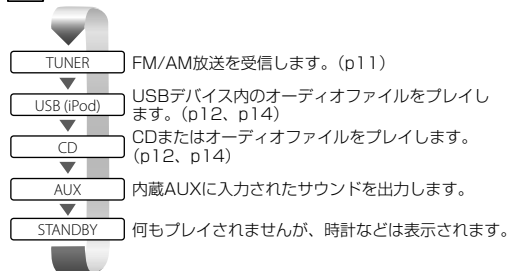 TUNER
FM/AM放送を受信します。(p11)
USB (iPod)
USBデバイス内のオーディオファイルをプレイし
ます。(p12、p14)
CD
CDまたはオーディオファイルをプレイします。
(p12、p14)
AUX
内蔵AUXに入力されたサウンドを出力します。
STANDBY
何もプレイされませんが、時計などは表示されます。